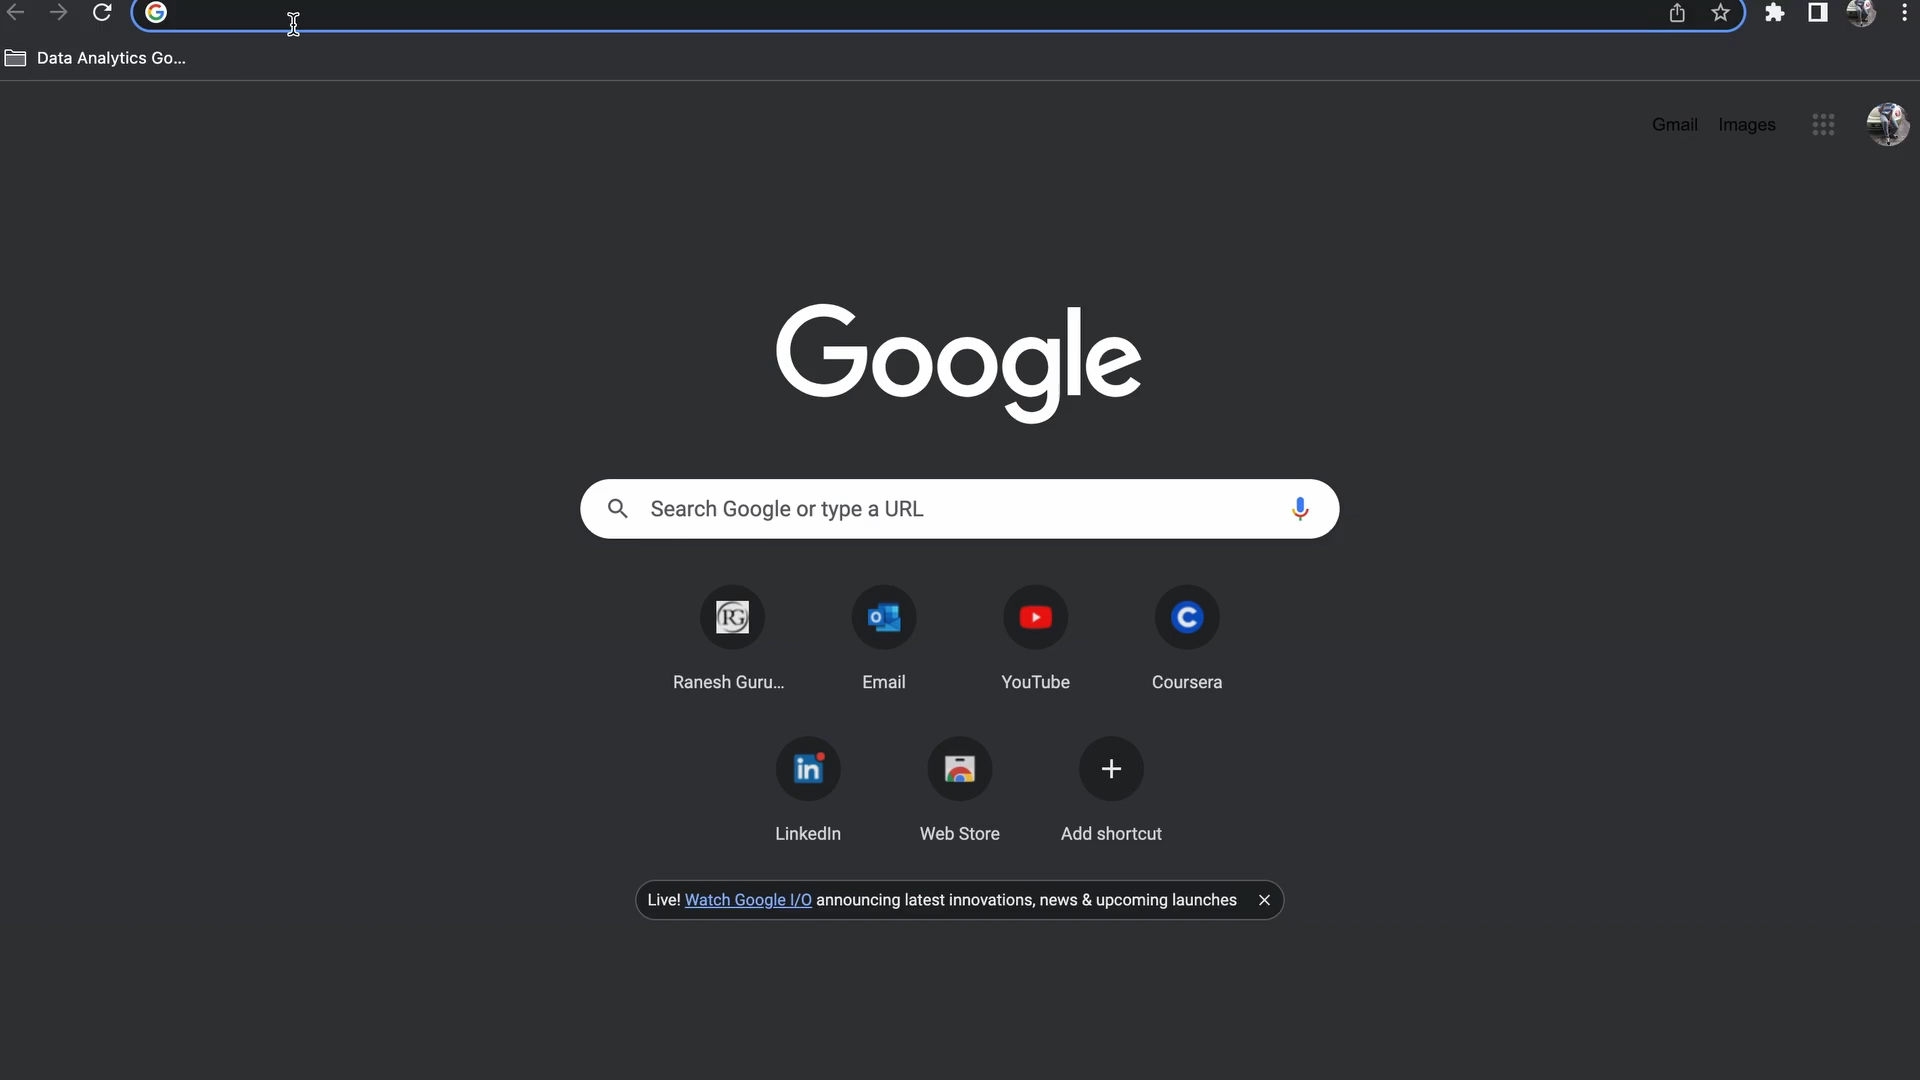 Data Analytics Go...
Gmail Images
Google
Search Google or type a URL
RG
Ranesh Guru...
Email
YouTube
Coursera
LinkedIn
Web Store
Add shortcut
Live! Watch Google I/O announcing latest innovations, news & upcoming launches